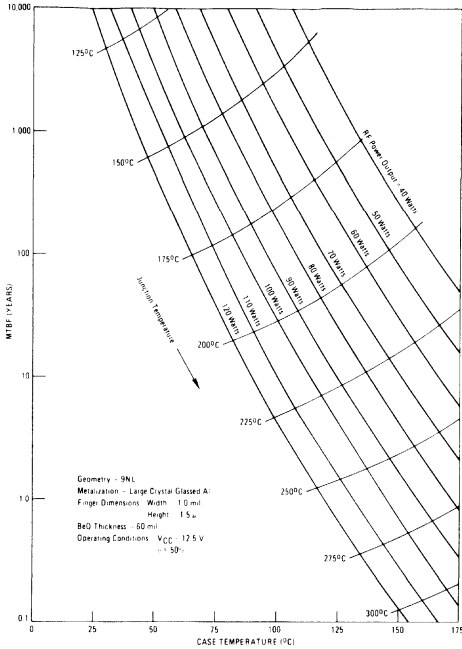 10.000
1 000
100
10
1.0
0.1
MTBF (YEARS)
125°C
150°C
175°C
200°C
225°C
250°C
275°C
300°C
Junction Temperature
RF Power Output - 40 Watts
50 Watts
60 Watts
70 Watts
80 Watts
90 Watts
100 Watts
110 Watts
120 Watts
Geometry - 9NL
Metalization - Large Crystal Glassed Al
Finger Dimensions Width 1.0 mil
Height 1.5 μ
BeO Thickness - 60 mil
Operating Conditions VCC - 12.5 V
= 50%
0 25 50 75 100 125 150 175
CASE TEMPERATURE (°C)